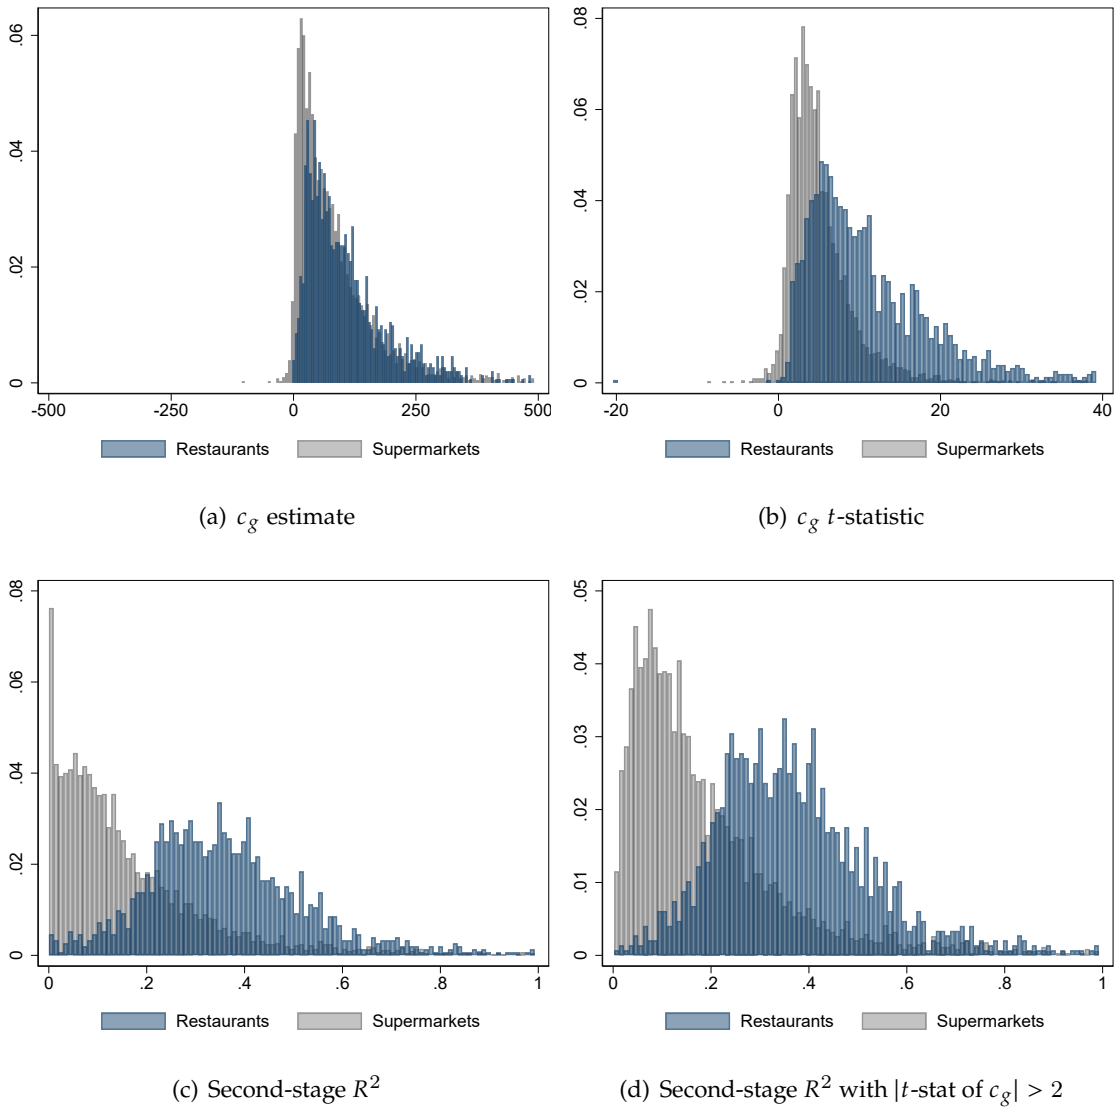 .06
.04
.02
0
-500 -250 0 250 500
Restaurants Supermarkets
(a) c_g estimate
.08
.06
.04
.02
0
-20 0 20 40
Restaurants Supermarkets
(b) c_g t-statistic
.08
.06
.04
.02
0
0 .2 .4 .6 .8 1
Restaurants Supermarkets
(c) Second-stage R²
.05
.04
.03
.02
.01
0
0 .2 .4 .6 .8 1
Restaurants Supermarkets
(d) Second-stage R² with |t-stat of c_g| > 2